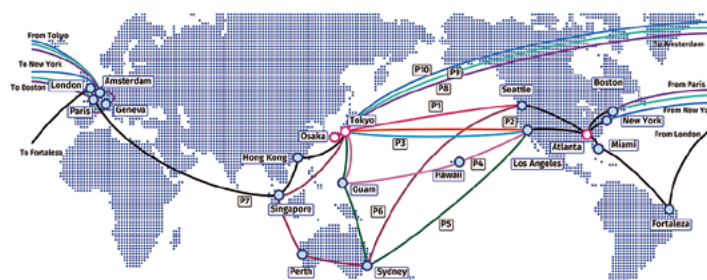 From Tokyo
To New York
To Boston
London
Amsterdam
Paris
Geneva
To Fortaleza
P7
Hong Kong
Singapore
Perth
Sydney
Osaka
Tokyo
Guam
P10
P9
P8
P1
P2
P3
P4
P6
P5
Hawaii
Seattle
Los Angeles
To Amsterdam
Boston
New York
Atlanta
Miami
From Paris
From New Yo
From London
Fortaleza